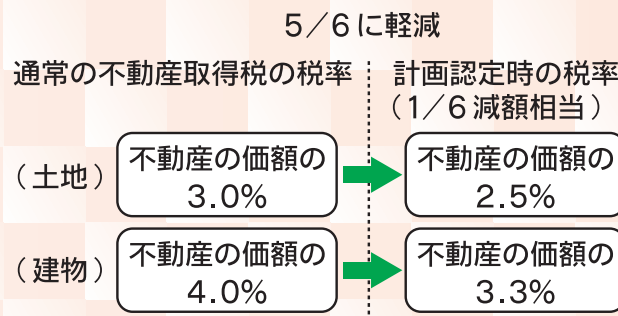 5／6に軽減
通常の不動産取得税の税率
計画認定時の税率
（1／6減額相当）
（土地）
不動産の価額の
3.0%
不動産の価額の
2.5%
（建物）
不動産の価額の
4.0%
不動産の価額の
3.3%